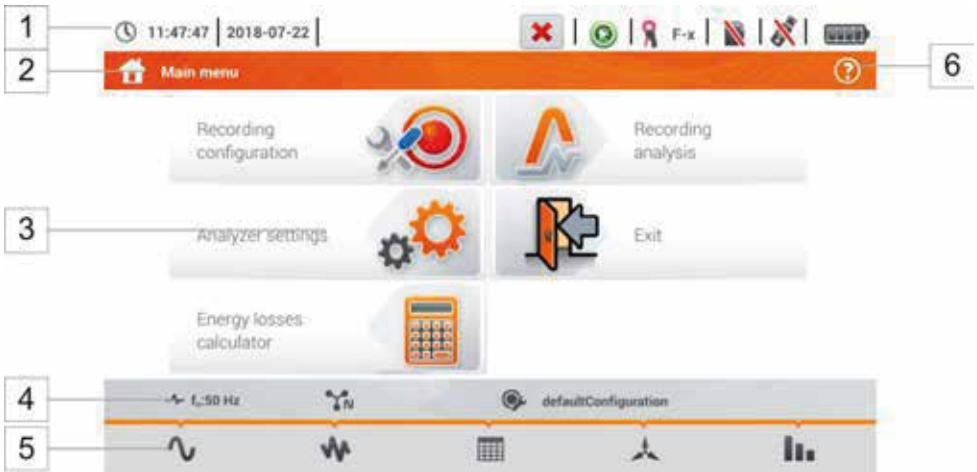 1
11:47:47 2018-07-22
F-x
2
Main menu
6
Recording
configuration
Recording
analysis
3
Analyzer settings
Exit
Energy losses
calculator
4
fₙ:50 Hz
N
defaultConfiguration
5